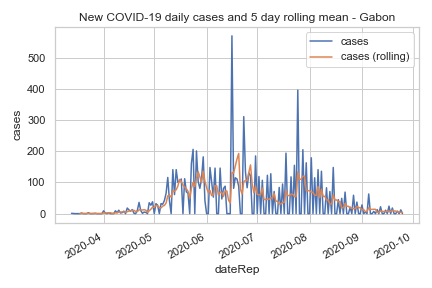 New COVID-19 daily cases and 5 day rolling mean - Gabon
cases
cases (rolling)
600
500
400
300
200
100
0
cases
2020-04
2020-05
2020-06
2020-07
2020-08
2020-09
2020-10
dateRep